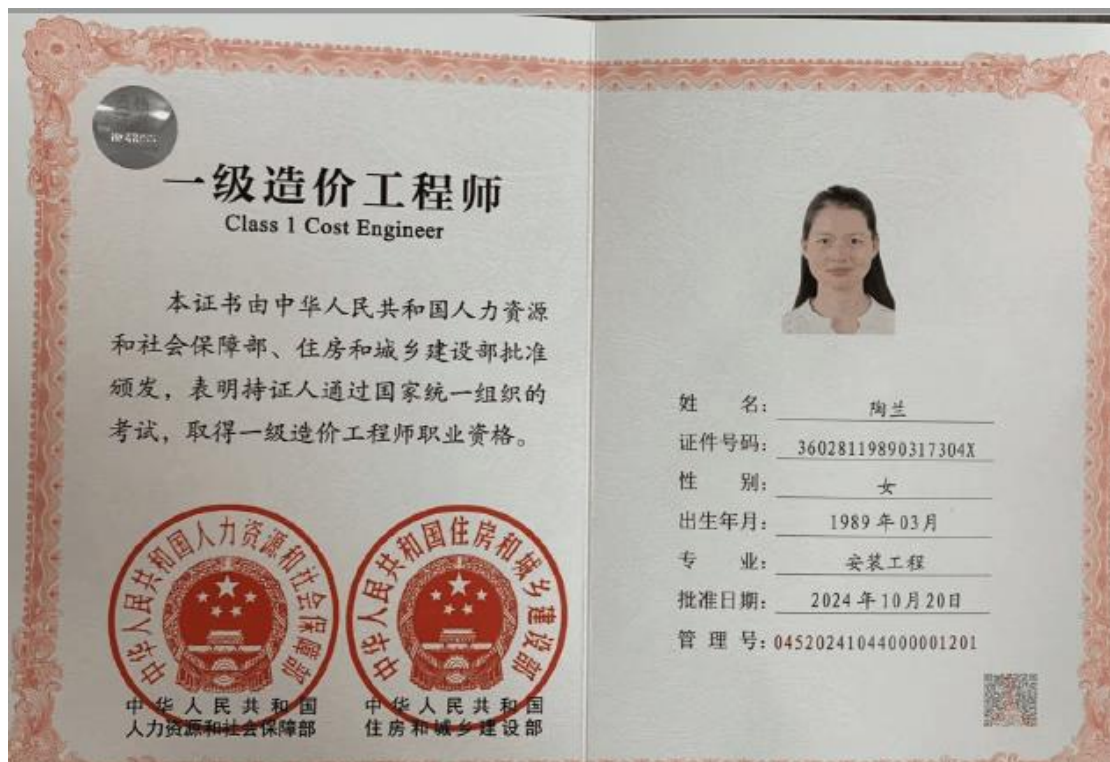 一级造价工程师
Class 1 Cost Engineer
本证书由中华人民共和国人力资源
和社会保障部、住房和城乡建设部批准
颁发，表明持证人通过国家统一组织的
考试，取得一级造价工程师职业资格。
中华人民共和国人力资源和社会保障部
中华人民共和国住房和城乡建设部
中华人民共和国
人力资源和社会保障部
中华人民共和国
住房和城乡建设部
姓名：陶兰
证件号码：36028119890317304X
性别：女
出生年月：1989年03月
专业：安装工程
批准日期：2024年10月20日
管理号：04520241044000001201